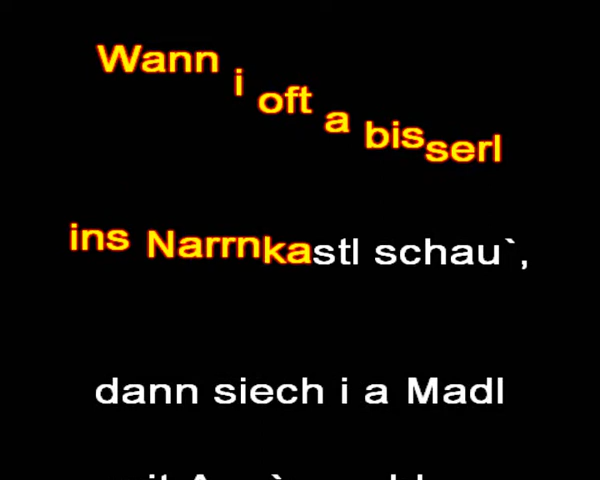 Wann i oft a bisserl
ins Narrnkastl schau`,
dann siech i a Madl